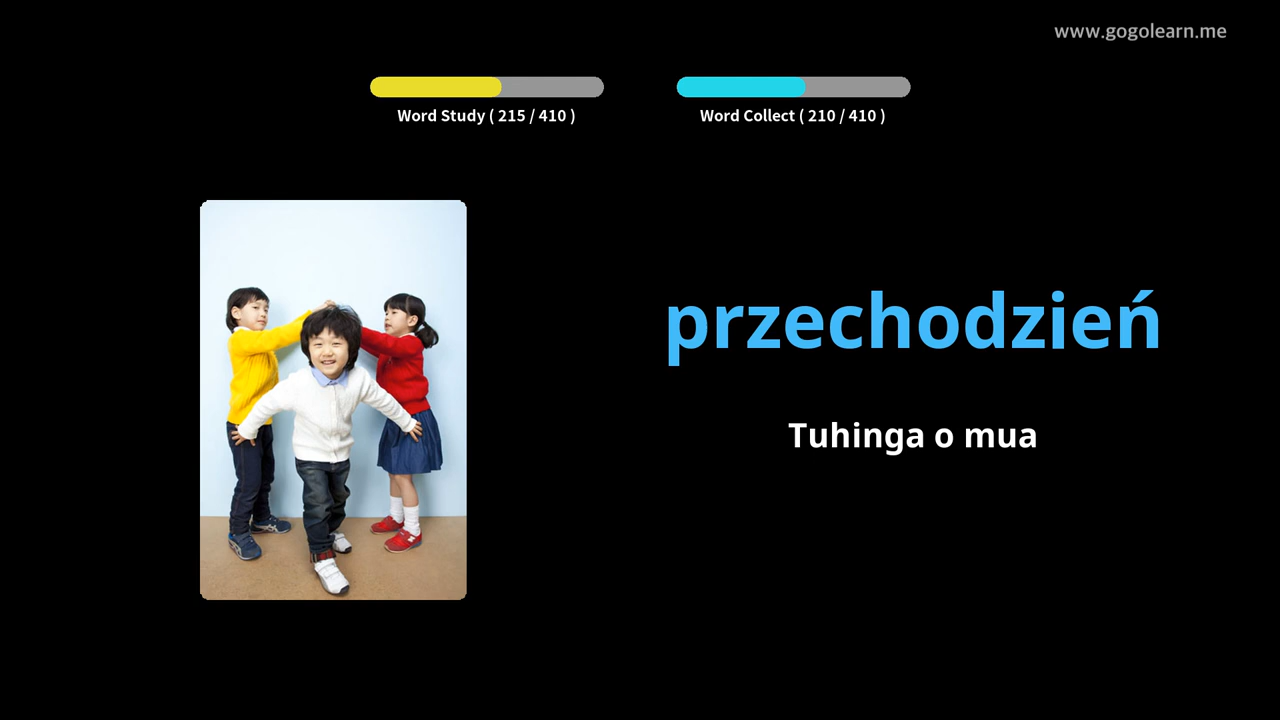 www.gogolearn.me
Word Study ( 215 / 410 )
Word Collect ( 210 / 410 )
przechodzień
Tuhinga o mua